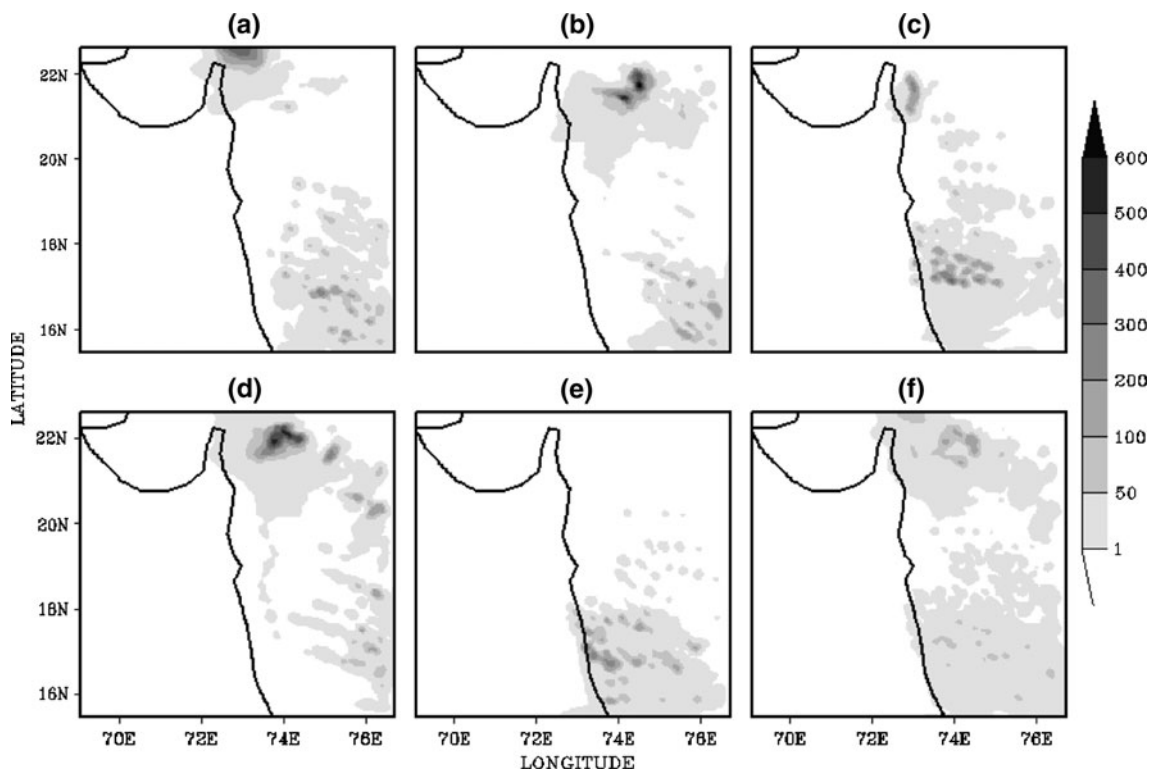 (a) (b) (c)
22N
20N
18N
16N
LATITUDE
(d) (e) (f)
22N
20N
18N
16N
70E 72E 74E 76E 70E 72E 74E 76E 70E 72E 74E 76E
LONGITUDE
600
500
400
300
200
100
50
1